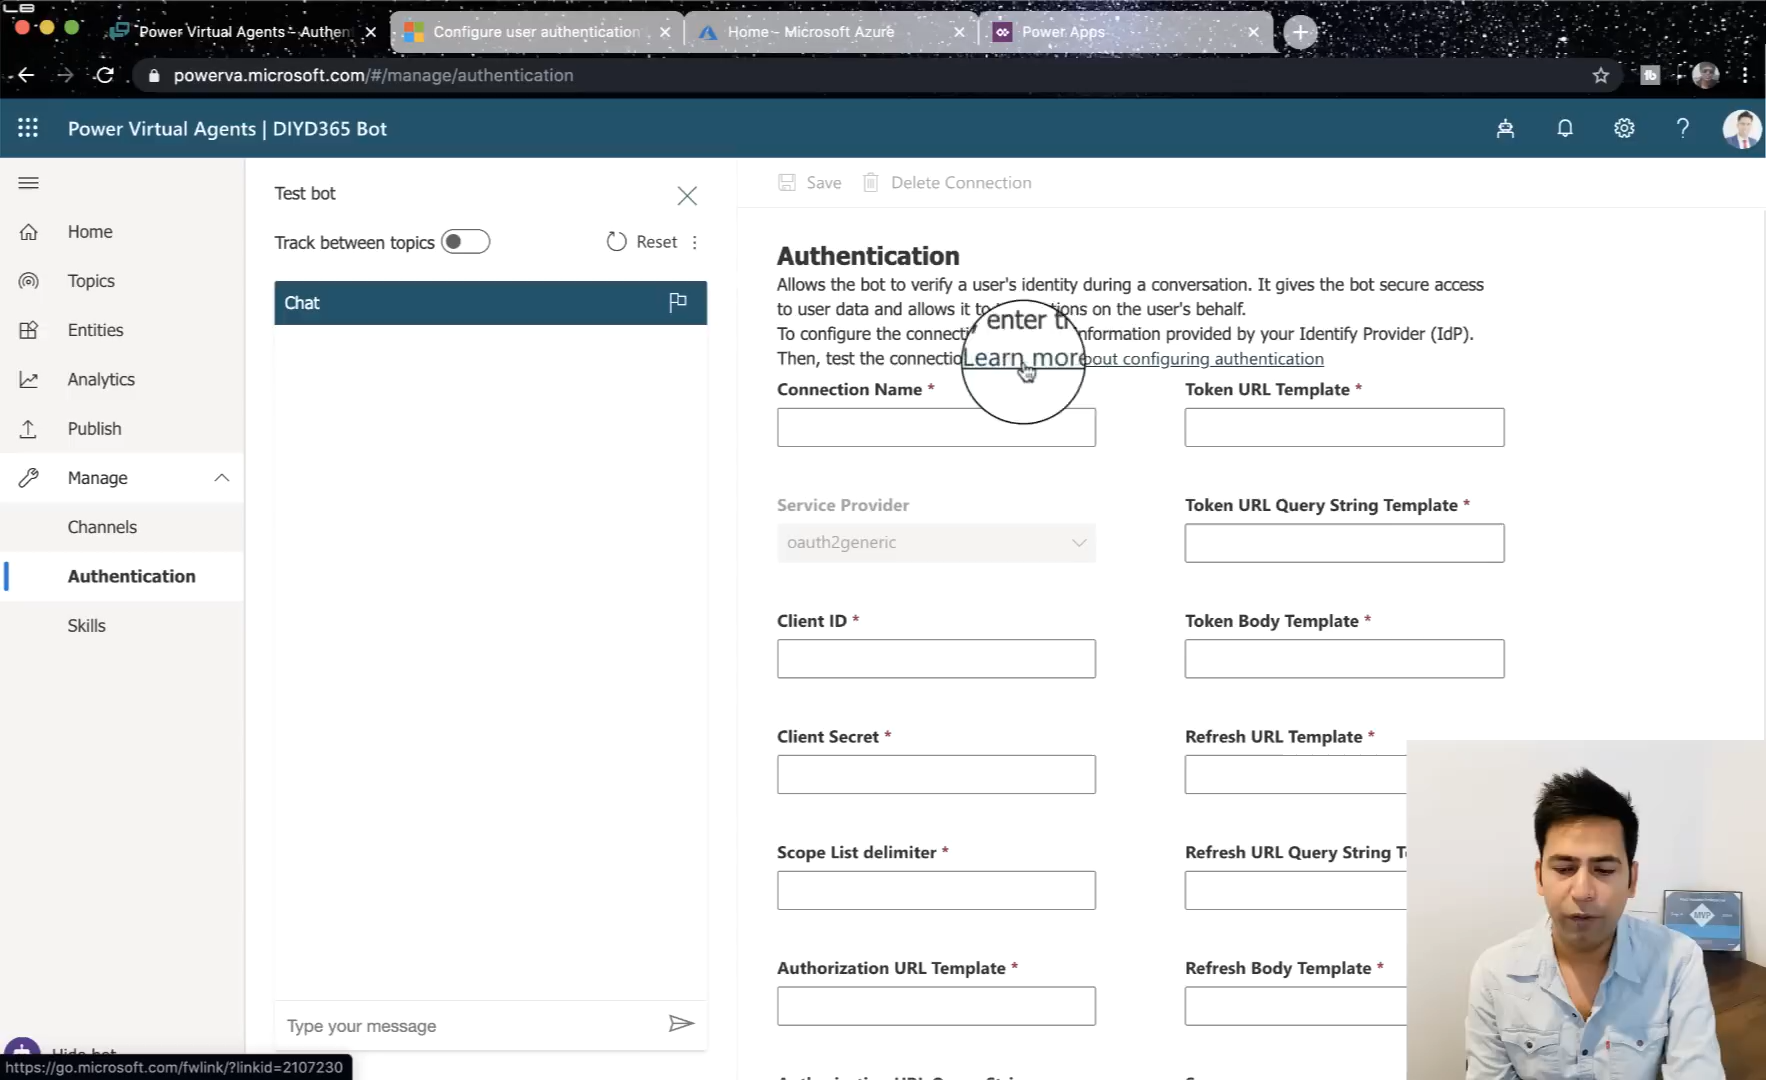 Power Virtual Agents - Authen
Configure user authentication
Home - Microsoft Azure
Power Apps
powerva.microsoft.com/#/manage/authentication
Power Virtual Agents | DIYD365 Bot
Home
Topics
Entities
Analytics
Publish
Manage
Channels
Authentication
Skills
Hide bot
https://go.microsoft.com/fwlink/?linkid=2107230
Test bot
Track between topics
Reset
Chat
Type your message
Save
Delete Connection
Authentication
Allows the bot to verify a user's identity during a conversation. It gives the bot secure access
to user data and allows it to on the user's behalf.
To configure the enter provided by your Identify Provider (IdP).
Then, test the Learn more configuring authentication
Connection Name *
Token URL Template *
Service Provider
oauth2generic
Token URL Query String Template *
Client ID *
Token Body Template *
Client Secret *
Refresh URL Template *
Scope List delimiter *
Refresh URL Query String
Authorization URL Template *
Refresh Body Template *
MVP